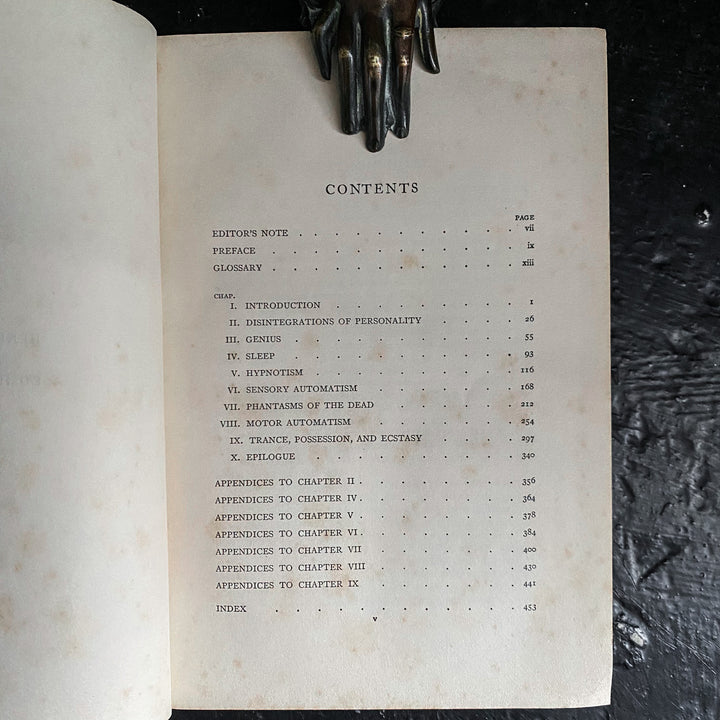 CONTENTS
PAGE
EDITOR'S NOTE . . . . . . . . . . . vii
PREFACE . . . . . . . . . . . . ix
GLOSSARY . . . . . . . . . . . . xiii
CHAP.
I. INTRODUCTION . . . . . . . . . 1
II. DISINTEGRATIONS OF PERSONALITY . . . . 26
III. GENIUS . . . . . . . . . . . 55
IV. SLEEP . . . . . . . . . . . 93
V. HYPNOTISM . . . . . . . . . . 116
VI. SENSORY AUTOMATISM . . . . . . . 168
VII. PHANTASMS OF THE DEAD . . . . . . 212
VIII. MOTOR AUTOMATISM . . . . . . . 254
IX. TRANCE, POSSESSION, AND ECSTASY . . . . 297
X. EPILOGUE . . . . . . . . . . 340
APPENDICES TO CHAPTER II . . . . . . . . 356
APPENDICES TO CHAPTER IV . . . . . . . . 364
APPENDICES TO CHAPTER V . . . . . . . . 378
APPENDICES TO CHAPTER VI . . . . . . . . 384
APPENDICES TO CHAPTER VII . . . . . . . 400
APPENDICES TO CHAPTER VIII . . . . . . . 430
APPENDICES TO CHAPTER IX . . . . . . . 441
INDEX . . . . . . . . . . . . 453
v